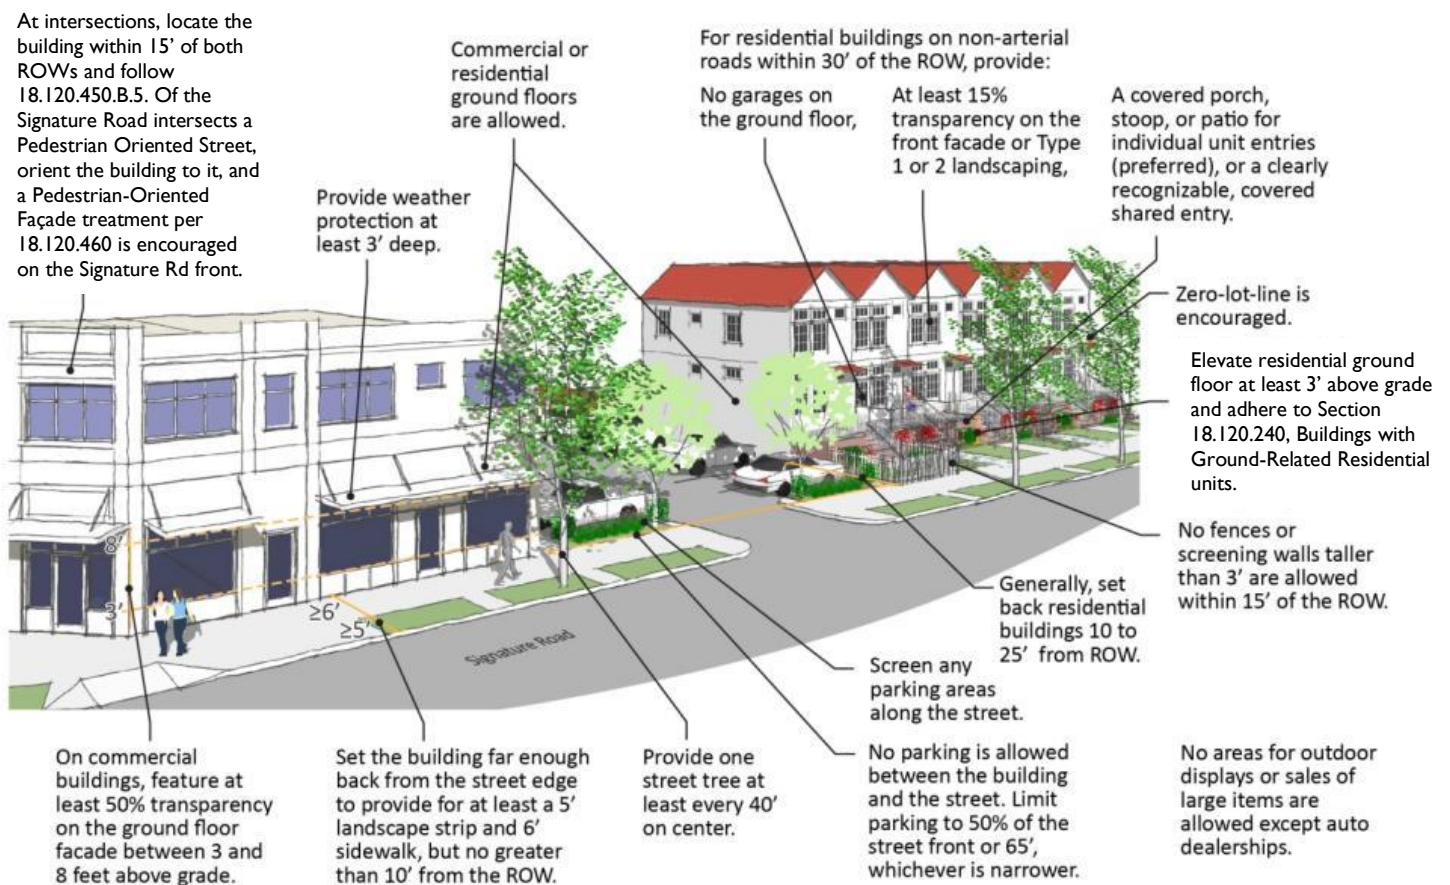 At intersections, locate the
building within 15’ of both
ROWs and follow
18.120.450.B.5. Of the
Signature Road intersects a
Pedestrian Oriented Street,
orient the building to it, and
a Pedestrian-Oriented
Façade treatment per
18.120.460 is encouraged
on the Signature Rd front.
Provide weather
protection at
least 3’ deep.
Commercial or
residential
ground floors
are allowed.
For residential buildings on non-arterial
roads within 30’ of the ROW, provide:
No garages on
the ground floor,
At least 15%
transparency on the
front facade or Type
1 or 2 landscaping,
A covered porch,
stoop, or patio for
individual unit entries
(preferred), or a clearly
recognizable, covered
shared entry.
Zero-lot-line is
encouraged.
Elevate residential ground
floor at least 3’ above grade
and adhere to Section
18.120.240, Buildings with
Ground-Related Residential
units.
No fences or
screening walls taller
than 3’ are allowed
within 15’ of the ROW.
Generally, set
back residential
buildings 10 to
25’ from ROW.
8’
3’
≥6’
≥5’
Signature Road
Screen any
parking areas
along the street.
On commercial
buildings, feature at
least 50% transparency
on the ground floor
facade between 3 and
8 feet above grade.
Set the building far enough
back from the street edge
to provide for at least a 5’
landscape strip and 6’
sidewalk, but no greater
than 10’ from the ROW.
Provide one
street tree at
least every 40’
on center.
No parking is allowed
between the building
and the street. Limit
parking to 50% of the
street front or 65’,
whichever is narrower.
No areas for outdoor
displays or sales of
large items are
allowed except auto
dealerships.